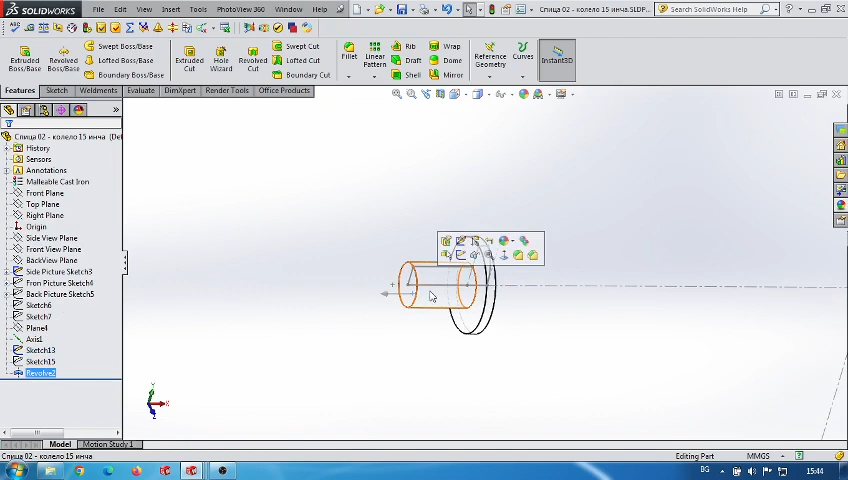 SOLIDWORKS File Edit View Insert Tools PhotoView 360 Window Help Спица 02 - колело 15 инча.SLDP... Search SolidWorks Help
Extruded Boss/Base
Revolved Boss/Base
Swept Boss/Base
Lofted Boss/Base
Boundary Boss/Base
Extruded Cut
Hole Wizard
Revolved Cut
Swept Cut
Lofted Cut
Boundary Cut
Fillet
Linear Pattern
Rib
Draft
Shell
Wrap
Dome
Mirror
Reference Geometry
Curves
Instant3D
Features Sketch Weldments Evaluate DimXpert Render Tools Office Products
Спица 02 - колело 15 инча (De
History
Sensors
Annotations
Malleable Cast Iron
Front Plane
Top Plane
Right Plane
Origin
Side View Plane
Front View Plane
BackView Plane
Side Picture Sketch3
Fron Picture Sketch4
Back Picture Sketch5
Sketch6
Sketch7
Plane4
Axis1
Sketch13
Sketch15
Revolve2
Y
X
Z
Model Motion Study 1
Спица 02 - колело 15 инча Editing Part MMGS
BG 15:44